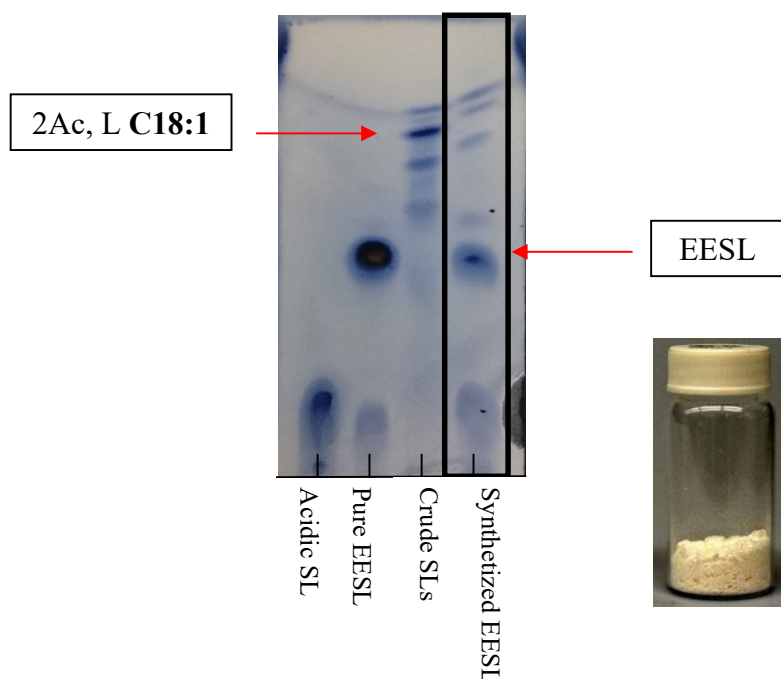 2Ac, L C18:1
EESL
Acidic SL
Pure EESL
Crude SLs
Synthetized EESL